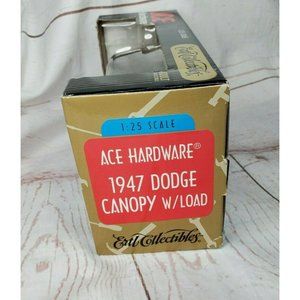 1:25 SCALE
ACE HARDWARE®
1947 DODGE
CANOPY W/LOAD
Ertl Collectibles